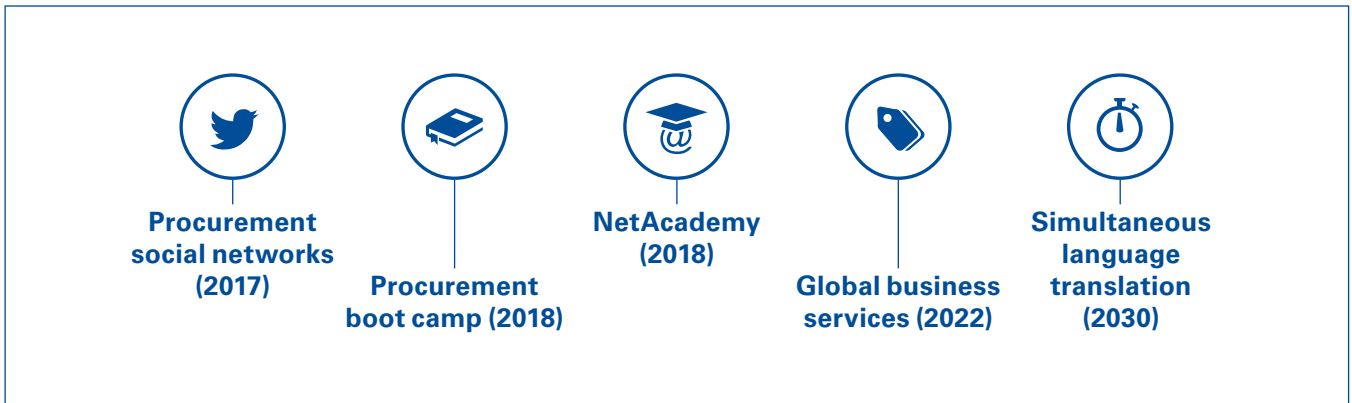 Procurement
social networks
(2017)
Procurement
boot camp (2018)
@
NetAcademy
(2018)
Global business
services (2022)
Simultaneous
language
translation
(2030)